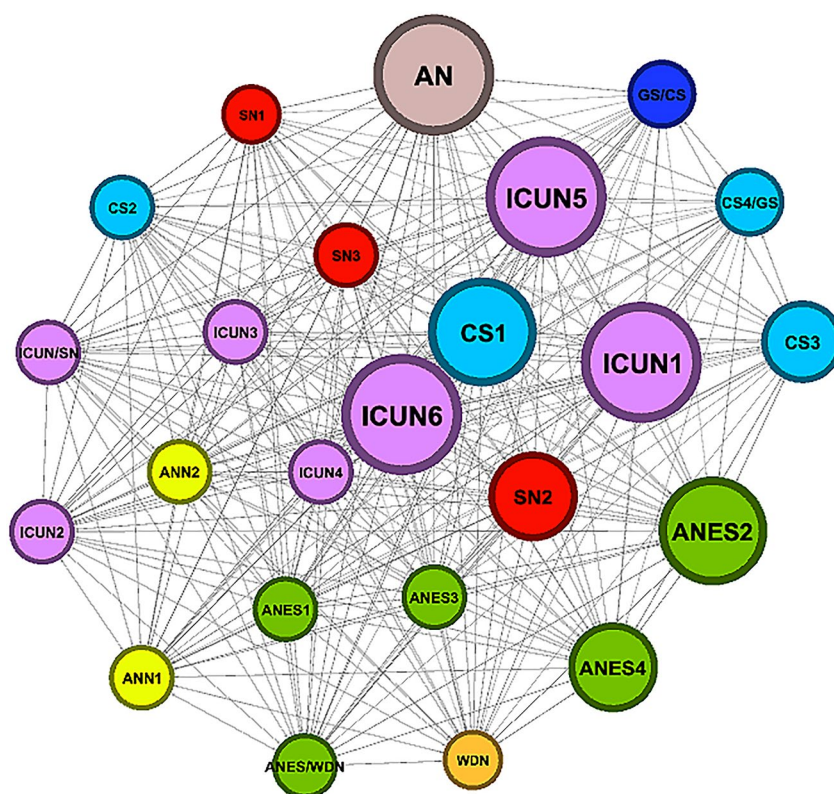 AN
GS/CS
SN1
ICUN5
CS4/GS
CS2
SN3
ICUN3
CS1
CS3
ICUN/SN
ICUN1
ICUN6
ANN2
ICUN4
SN2
ICUN2
ANES2
ANES1
ANES3
ANN1
ANES4
ANES/WDN
WDN